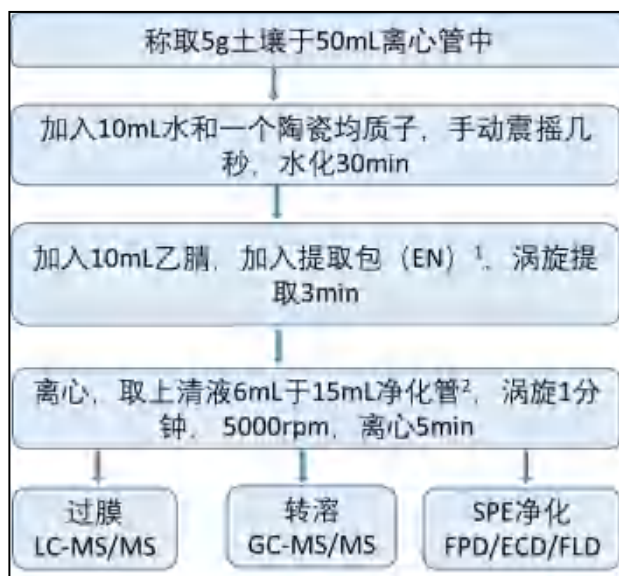 称取5g土壤于50mL离心管中
加入10mL水和一个陶瓷均质子，手动震摇几
秒，水化30min
加入10mL乙腈，加入提取包（EN）¹，涡旋提
取3min
离心，取上清液6mL于15mL净化管²，涡旋1分
钟，5000rpm，离心5min
过膜
LC-MS/MS
转溶
GC-MS/MS
SPE净化
FPD/ECD/FLD